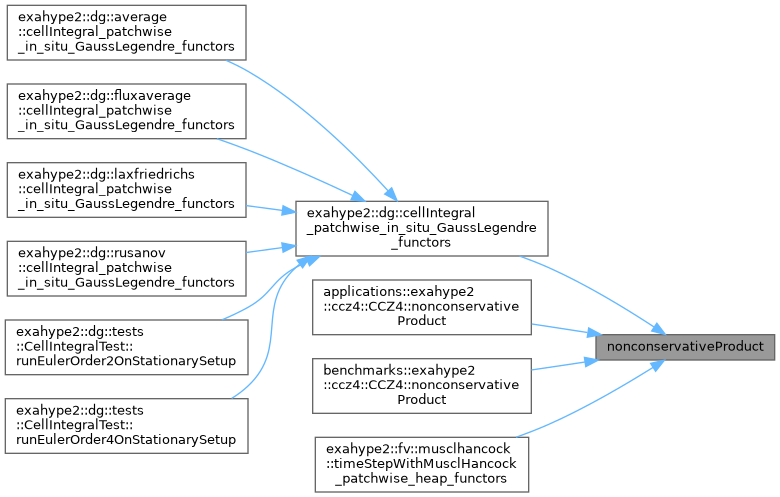 exahype2::dg::average
::cellIntegral_patchwise
_in_situ_GaussLegendre_functors
exahype2::dg::fluxaverage
::cellIntegral_patchwise
_in_situ_GaussLegendre_functors
exahype2::dg::laxfriedrichs
::cellIntegral_patchwise
_in_situ_GaussLegendre_functors
exahype2::dg::rusanov
::cellIntegral_patchwise
_in_situ_GaussLegendre_functors
exahype2::dg::tests
::CellIntegralTest::
runEulerOrder2OnStationarySetup
exahype2::dg::tests
::CellIntegralTest::
runEulerOrder4OnStationarySetup
exahype2::dg::cellIntegral
_patchwise_in_situ_GaussLegendre
_functors
applications::exahype2
::ccz4::CCZ4::nonconservative
Product
benchmarks::exahype2
::ccz4::CCZ4::nonconservative
Product
exahype2::fv::musclhancock
::timeStepWithMusclHancock
_patchwise_heap_functors
nonconservativeProduct